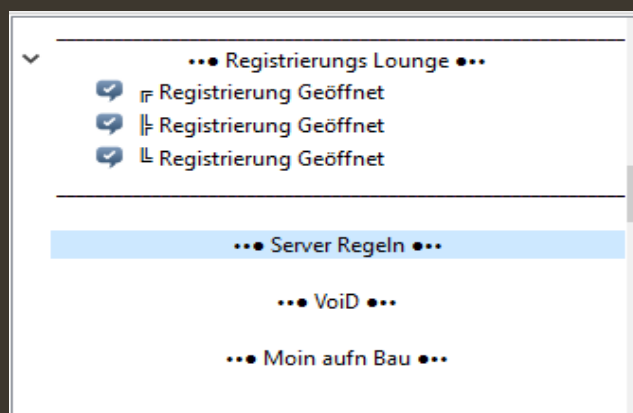 ••● Registrierungs Lounge ●••
╔ Registrierung Geöffnet
╠ Registrierung Geöffnet
╚ Registrierung Geöffnet
••● Server Regeln ●••
••● VoiD ●••
••● Moin aufn Bau ●••